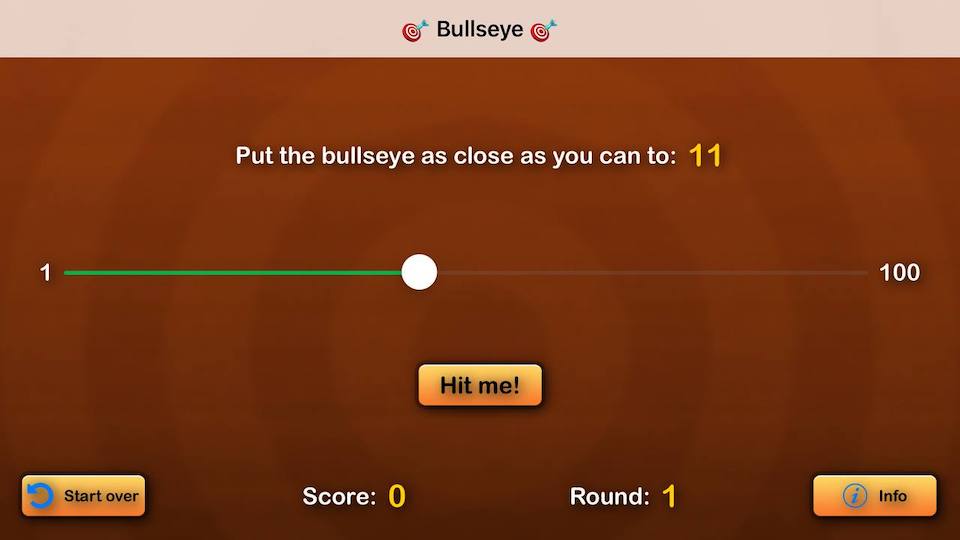 🎯 Bullseye 🎯
Put the bullseye as close as you can to: 11
1 100
Hit me!
Start over Score: 0 Round: 1 Info